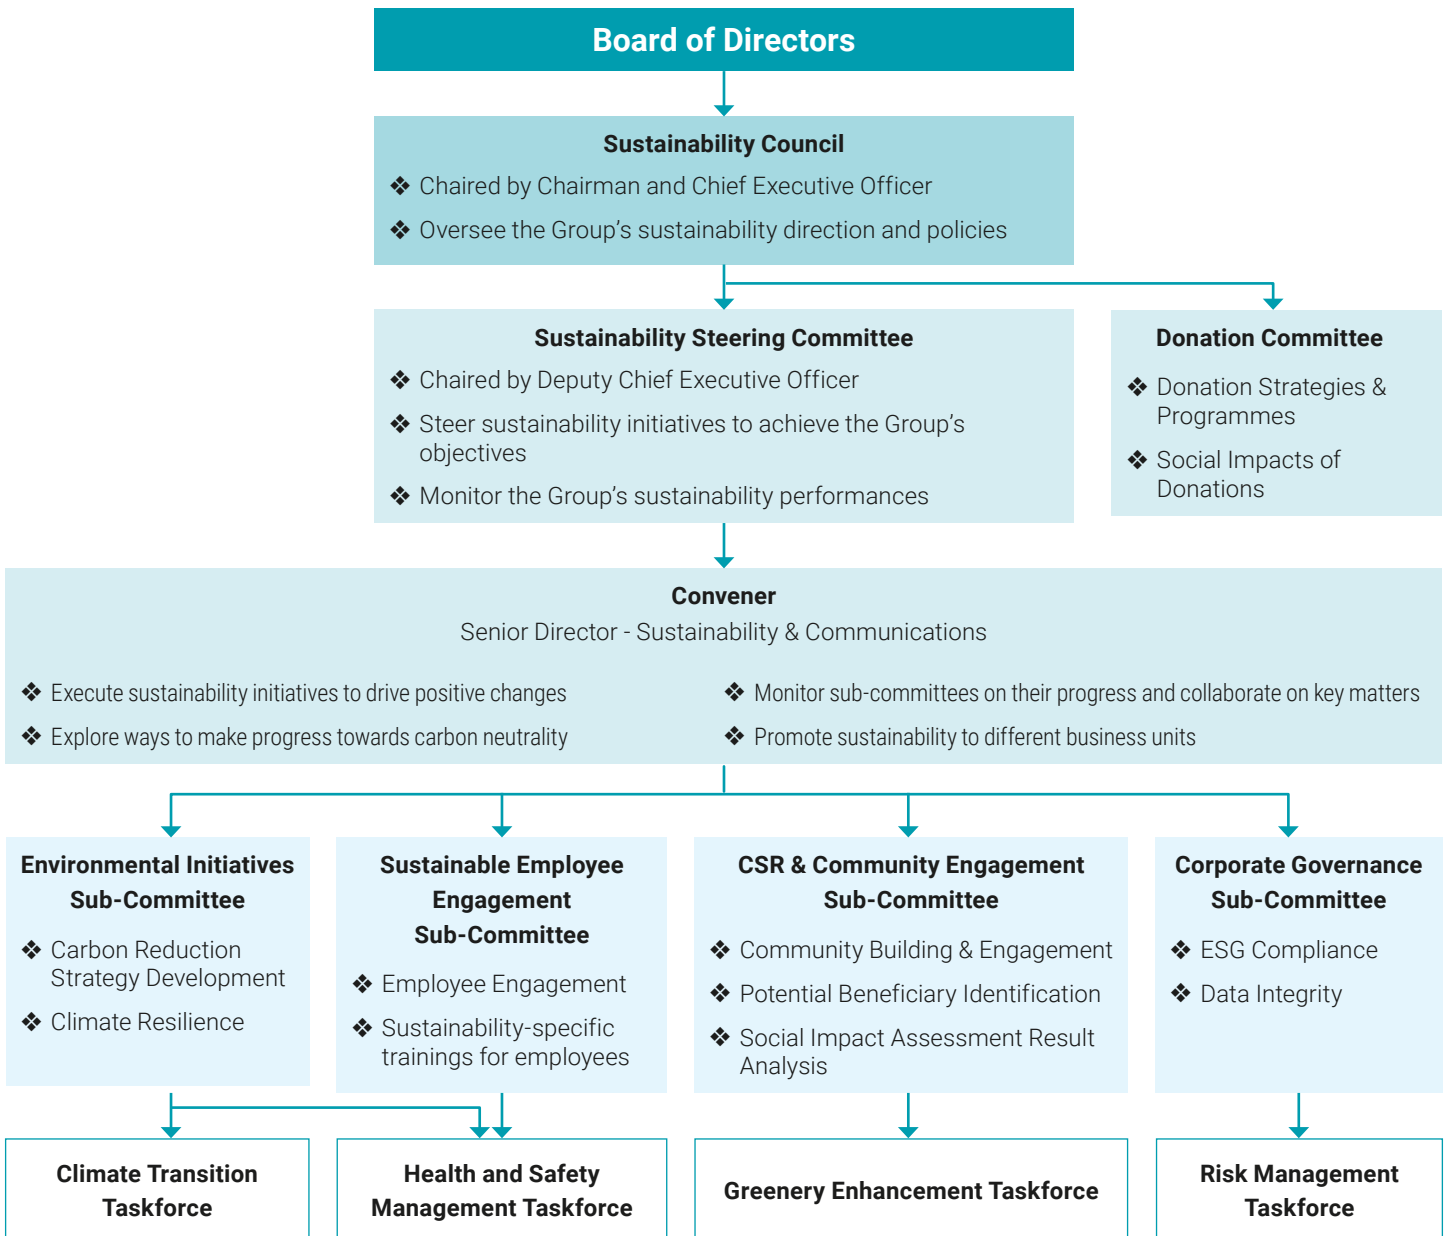 Board of Directors
Sustainability Council
❖ Chaired by Chairman and Chief Executive Officer
❖ Oversee the Group’s sustainability direction and policies
Sustainability Steering Committee
❖ Chaired by Deputy Chief Executive Officer
❖ Steer sustainability initiatives to achieve the Group’s
objectives
❖ Monitor the Group’s sustainability performances
Donation Committee
❖ Donation Strategies &
Programmes
❖ Social Impacts of
Donations
Convener
Senior Director - Sustainability & Communications
❖ Execute sustainability initiatives to drive positive changes
❖ Explore ways to make progress towards carbon neutrality
❖ Monitor sub-committees on their progress and collaborate on key matters
❖ Promote sustainability to different business units
Environmental Initiatives
Sub-Committee
❖ Carbon Reduction
Strategy Development
❖ Climate Resilience
Sustainable Employee
Engagement
Sub-Committee
❖ Employee Engagement
❖ Sustainability-specific
trainings for employees
CSR & Community Engagement
Sub-Committee
❖ Community Building & Engagement
❖ Potential Beneficiary Identification
❖ Social Impact Assessment Result
Analysis
Corporate Governance
Sub-Committee
❖ ESG Compliance
❖ Data Integrity
Climate Transition
Taskforce
Health and Safety
Management Taskforce
Greenery Enhancement Taskforce
Risk Management
Taskforce